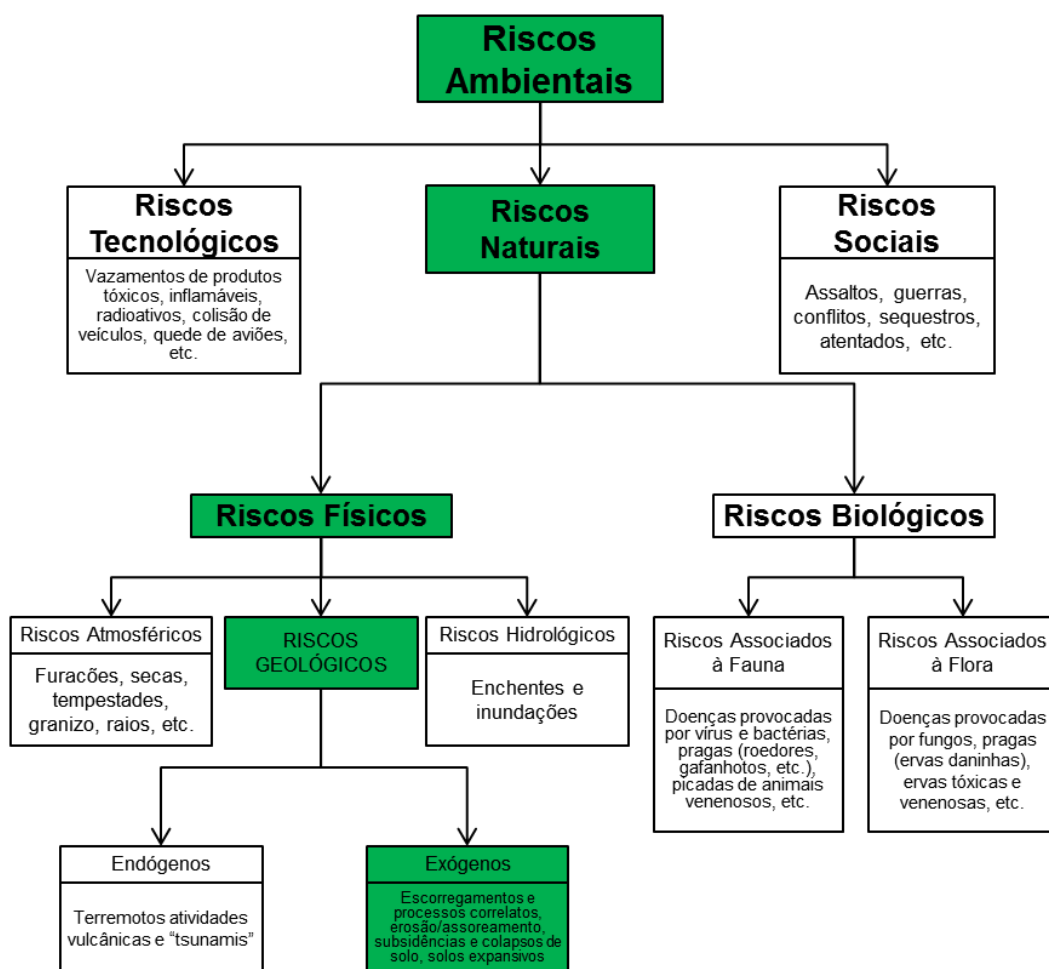 Riscos
Ambientais
Riscos
Tecnológicos
Vazamentos de produtos
tóxicos, inflamáveis,
radioativos, colisão de
veículos, quede de aviões,
etc.
Riscos
Naturais
Riscos
Sociais
Assaltos, guerras,
conflitos, sequestros,
atentados, etc.
Riscos Físicos
Riscos Biológicos
Riscos Atmosféricos
Furacões, secas,
tempestades,
granizo, raios, etc.
RISCOS
GEOLÓGICOS
Riscos Hidrológicos
Enchentes e
inundações
Riscos Associados
à Fauna
Doenças provocadas
por vírus e bactérias,
pragas (roedores,
gafanhotos, etc.),
picadas de animais
venenosos, etc.
Riscos Associados
à Flora
Doenças provocadas
por fungos, pragas
(ervas daninhas),
ervas tóxicas e
venenosas, etc.
Endógenos
Terremotos atividades
vulcânicas e “tsunamis”
Exógenos
Escorregamentos e
processos correlatos,
erosão/assoreamento,
subsidências e colapsos de
solo, solos expansivos